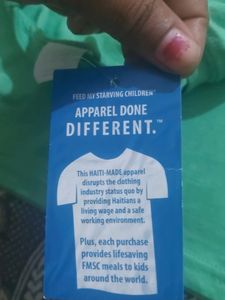 FEED MY STARVING CHILDREN®
APPAREL DONE
DIFFERENT.™
This HAITI-MADE apparel
disrupts the clothing
industry status quo by
providing Haitians a
living wage and a safe
working environment.
Plus, each purchase
provides lifesaving
FMSC meals to kids
around the world.